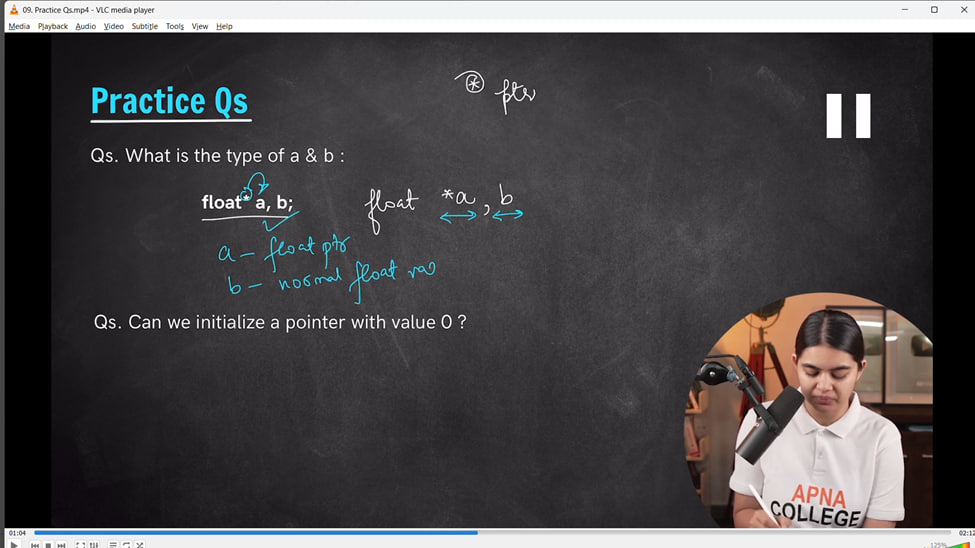 09. Practice Qs.mp4 - VLC media player
Media Playback Audio Video Subtitle Tools View Help
* ptr
Practice Qs
Qs. What is the type of a & b :
float* a, b;
float *a, b
a - float ptr
b - normal float var
Qs. Can we initialize a pointer with value 0 ?
APNA
COLLEGE
01:04
02:12
125%